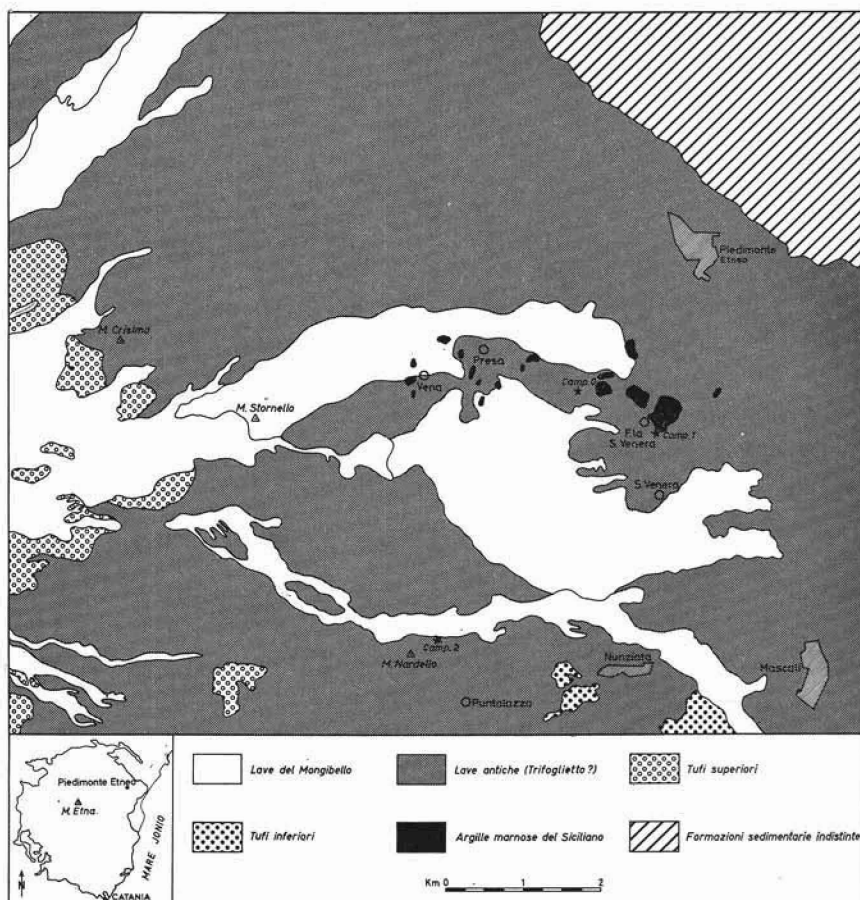 Piedimonte
Etneo
M. Crisimo
Presa
Vena
Camp. 0
M. Stornello
F.la
S. Venera
Camp. 1
S. Venera
Camp. 2
M. Nardello
Nunziata
Mascali
Puntalazzo
Piedimonte Etneo
M. Etna
MARE JONIO
N
CATANIA
Lave del Mongibello
Lave antiche (Trifoglietto?)
Tufi superiori
Tufi inferiori
Argille marnose del Siciliano
Formazioni sedimentarie indistinte
Km 0 1 2